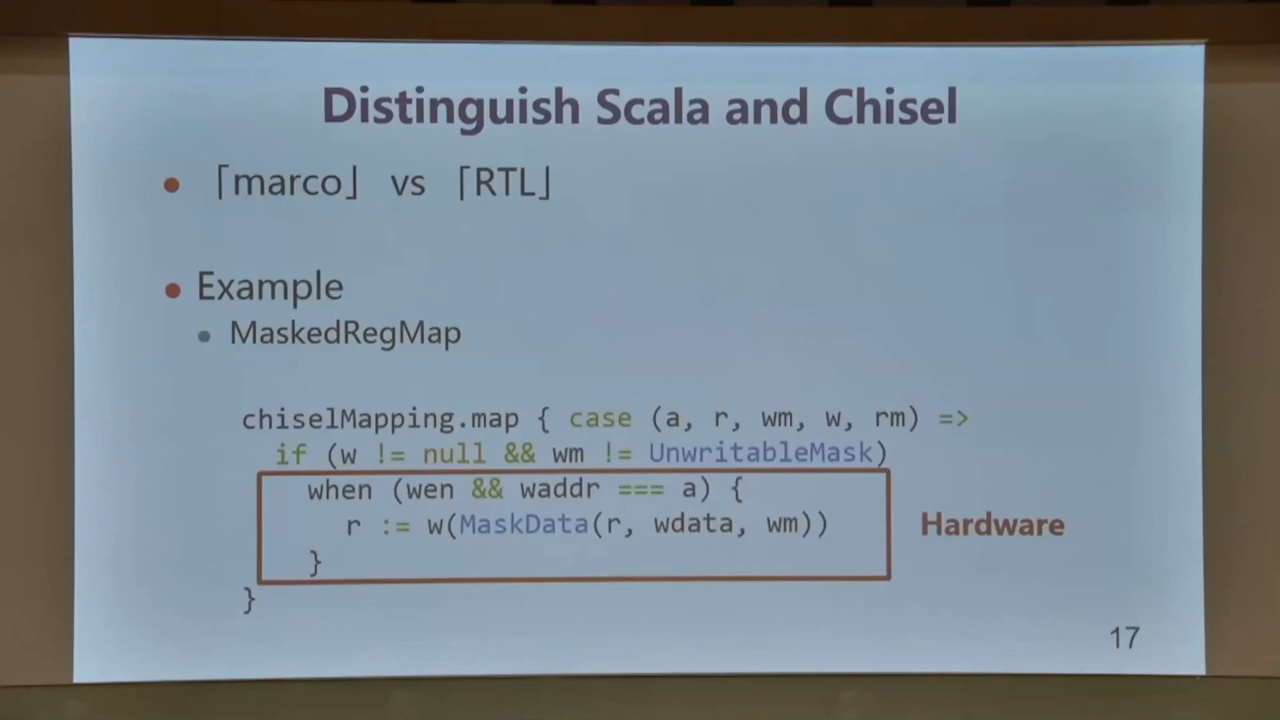 Distinguish Scala and Chisel
• ⌈marco⌋ vs ⌈RTL⌋
• Example
• MaskedRegMap
chiselMapping.map { case (a, r, wm, w, rm) =>
if (w != null && wm != UnwritableMask)
when (wen && waddr === a) {
r := w(MaskData(r, wdata, wm))
}
Hardware
}
17